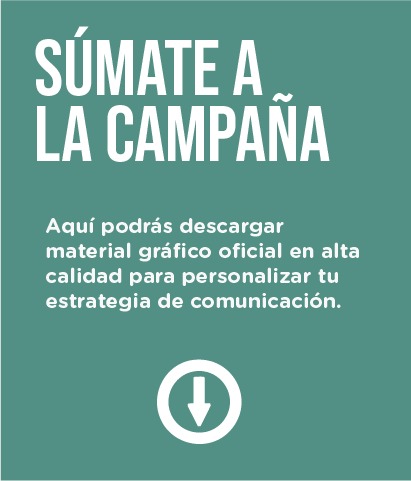 SÚMATE A
LA CAMPAÑA
Aquí podrás descargar
material gráfico oficial en alta
calidad para personalizar tu
estrategia de comunicación.